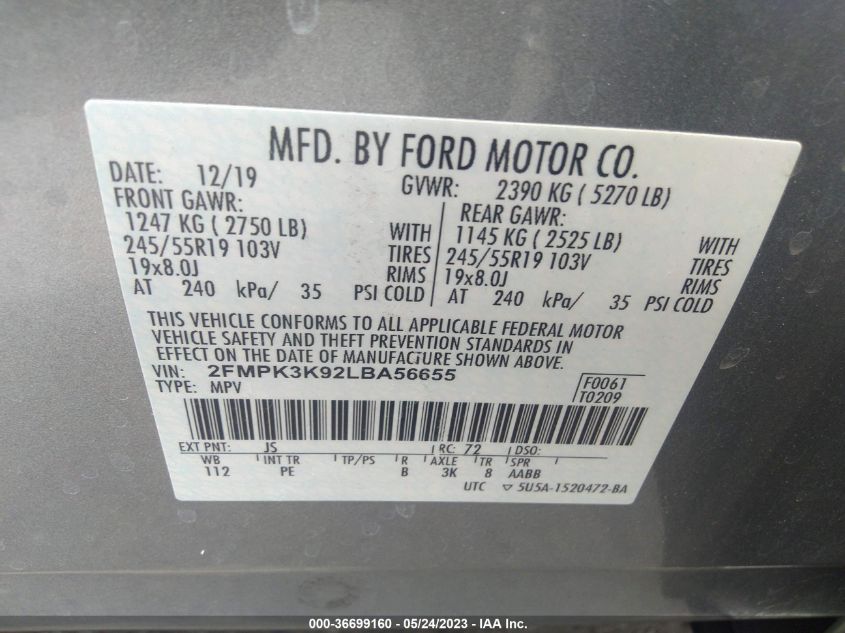 MFD. BY FORD MOTOR CO.
DATE: 12/19 GVWR: 2390 KG ( 5270 LB)
FRONT GAWR: REAR GAWR:
1247 KG ( 2750 LB) WITH 1145 KG ( 2525 LB) WITH
245/55R19 103V TIRES 245/55R19 103V TIRES
19x8.0J RIMS 19x8.0J RIMS
AT 240 kPa/ 35 PSI COLD AT 240 kPa/ 35 PSI COLD
THIS VEHICLE CONFORMS TO ALL APPLICABLE FEDERAL MOTOR
VEHICLE SAFETY AND THEFT PREVENTION STANDARDS IN
EFFECT ON THE DATE OF MANUFACTURE SHOWN ABOVE.
VIN: 2FMPK3K92LBA56655 F0061
TYPE: MPV T0209
EXT PNT: JS RC: 72 DSO:
WB INT TR TP/PS R AXLE TR SPR
112 PE B 3K 8 AABB
UTC ▽ 5U5A-1520472-BA
000-36699160 - 05/24/2023 - IAA Inc.